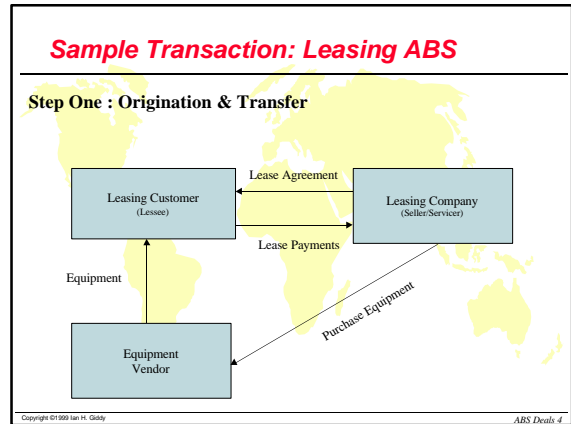 Sample Transaction: Leasing ABS
Step One : Origination & Transfer
Lease Agreement
Leasing Customer
(Lessee)
Leasing Company
(Seller/Servicer)
Lease Payments
Equipment
Purchase Equipment
Equipment
Vendor
Copyright ©1999 Ian H. Giddy
ABS Deals 4